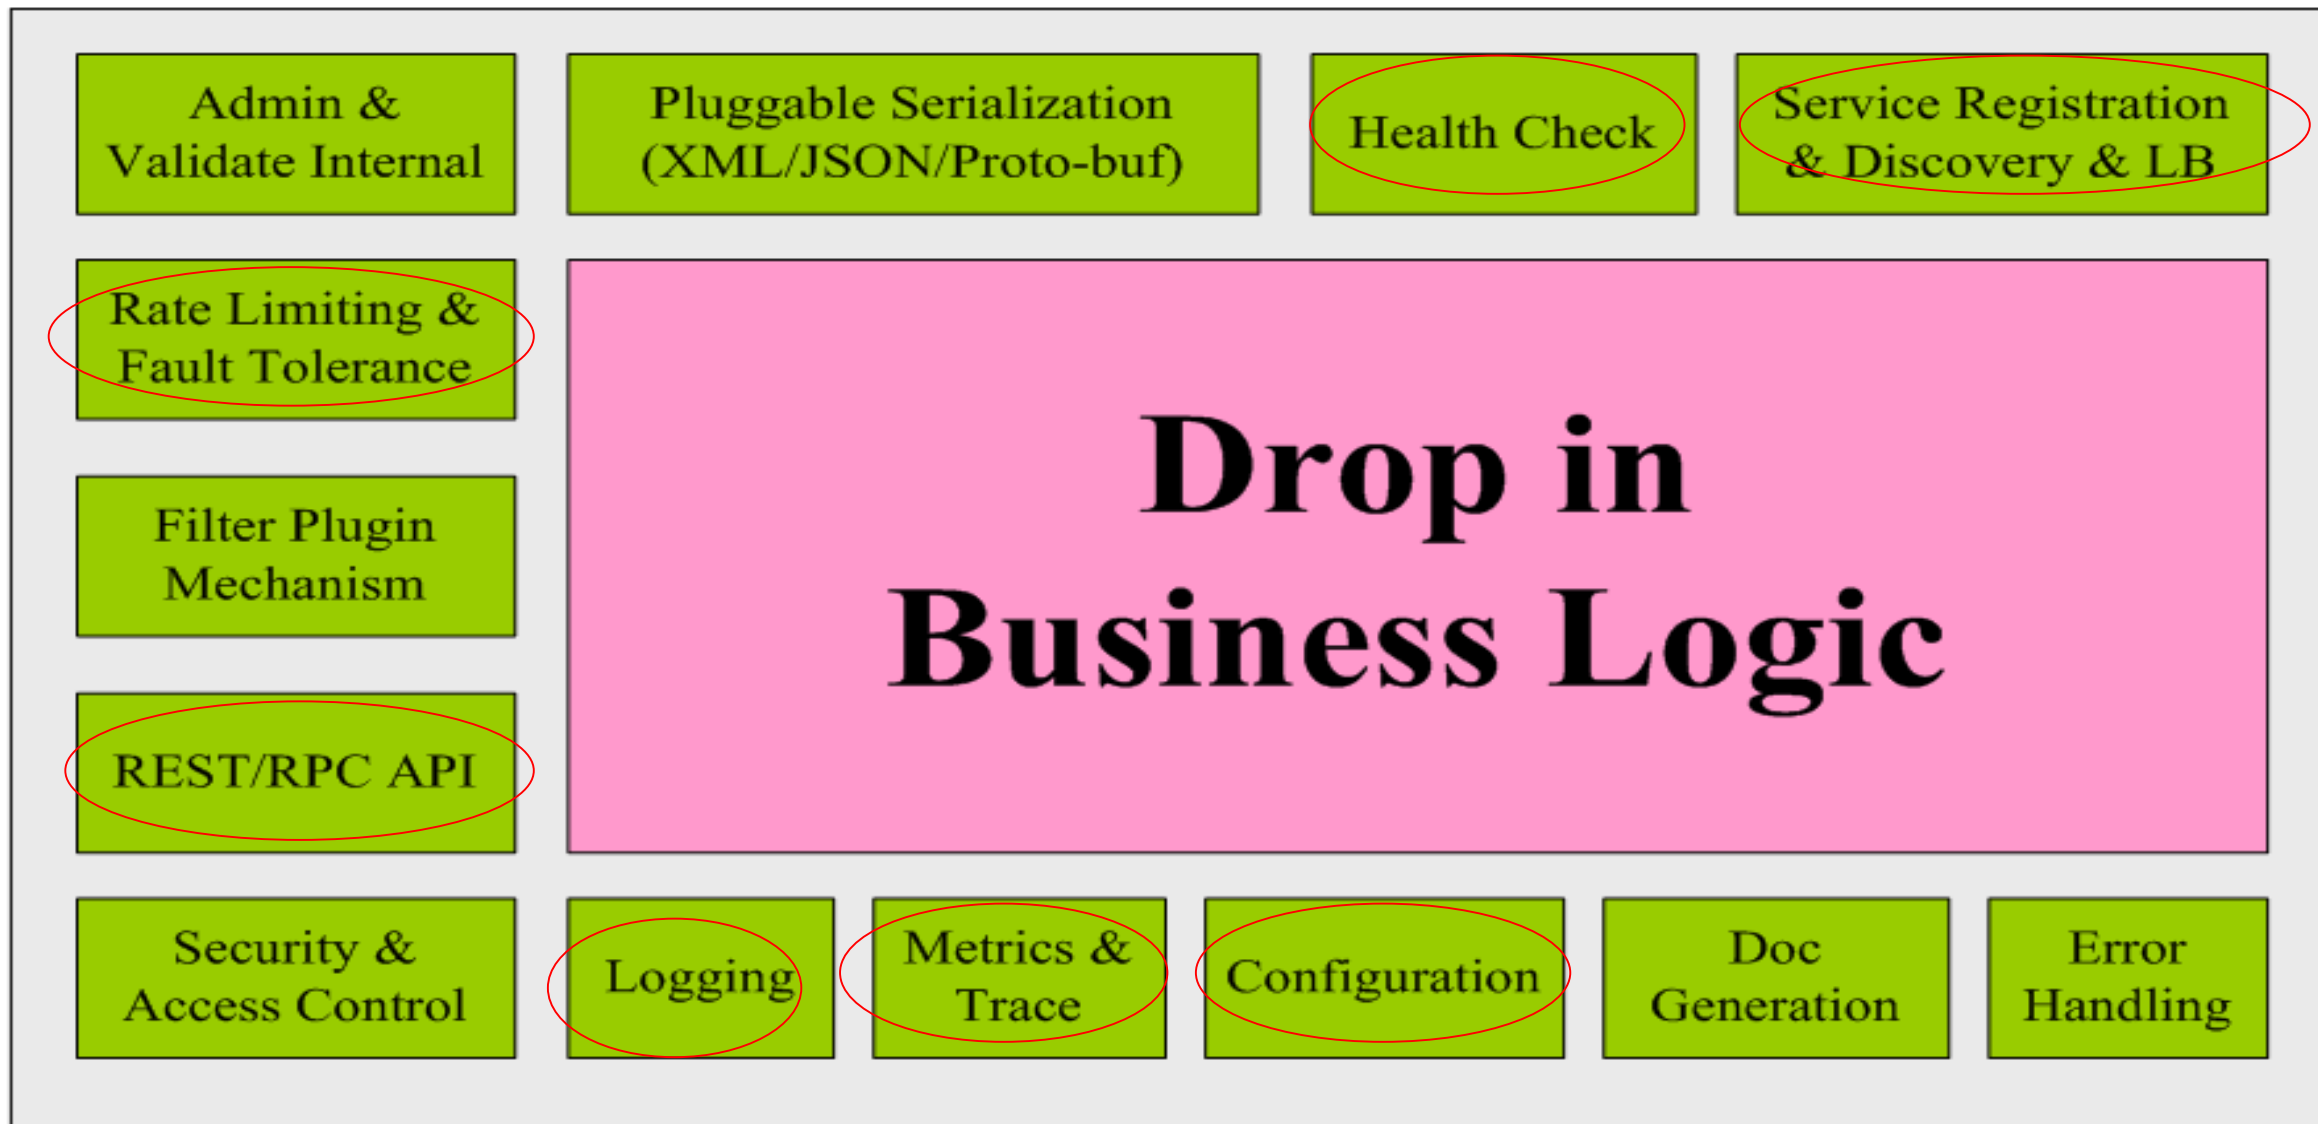 Admin &
Validate Internal
Pluggable Serialization
(XML/JSON/Proto-buf)
Health Check
Service Registration
& Discovery & LB
Rate Limiting &
Fault Tolerance
Filter Plugin
Mechanism
REST/RPC API
Drop in
Business Logic
Security &
Access Control
Logging
Metrics &
Trace
Configuration
Doc
Generation
Error
Handling